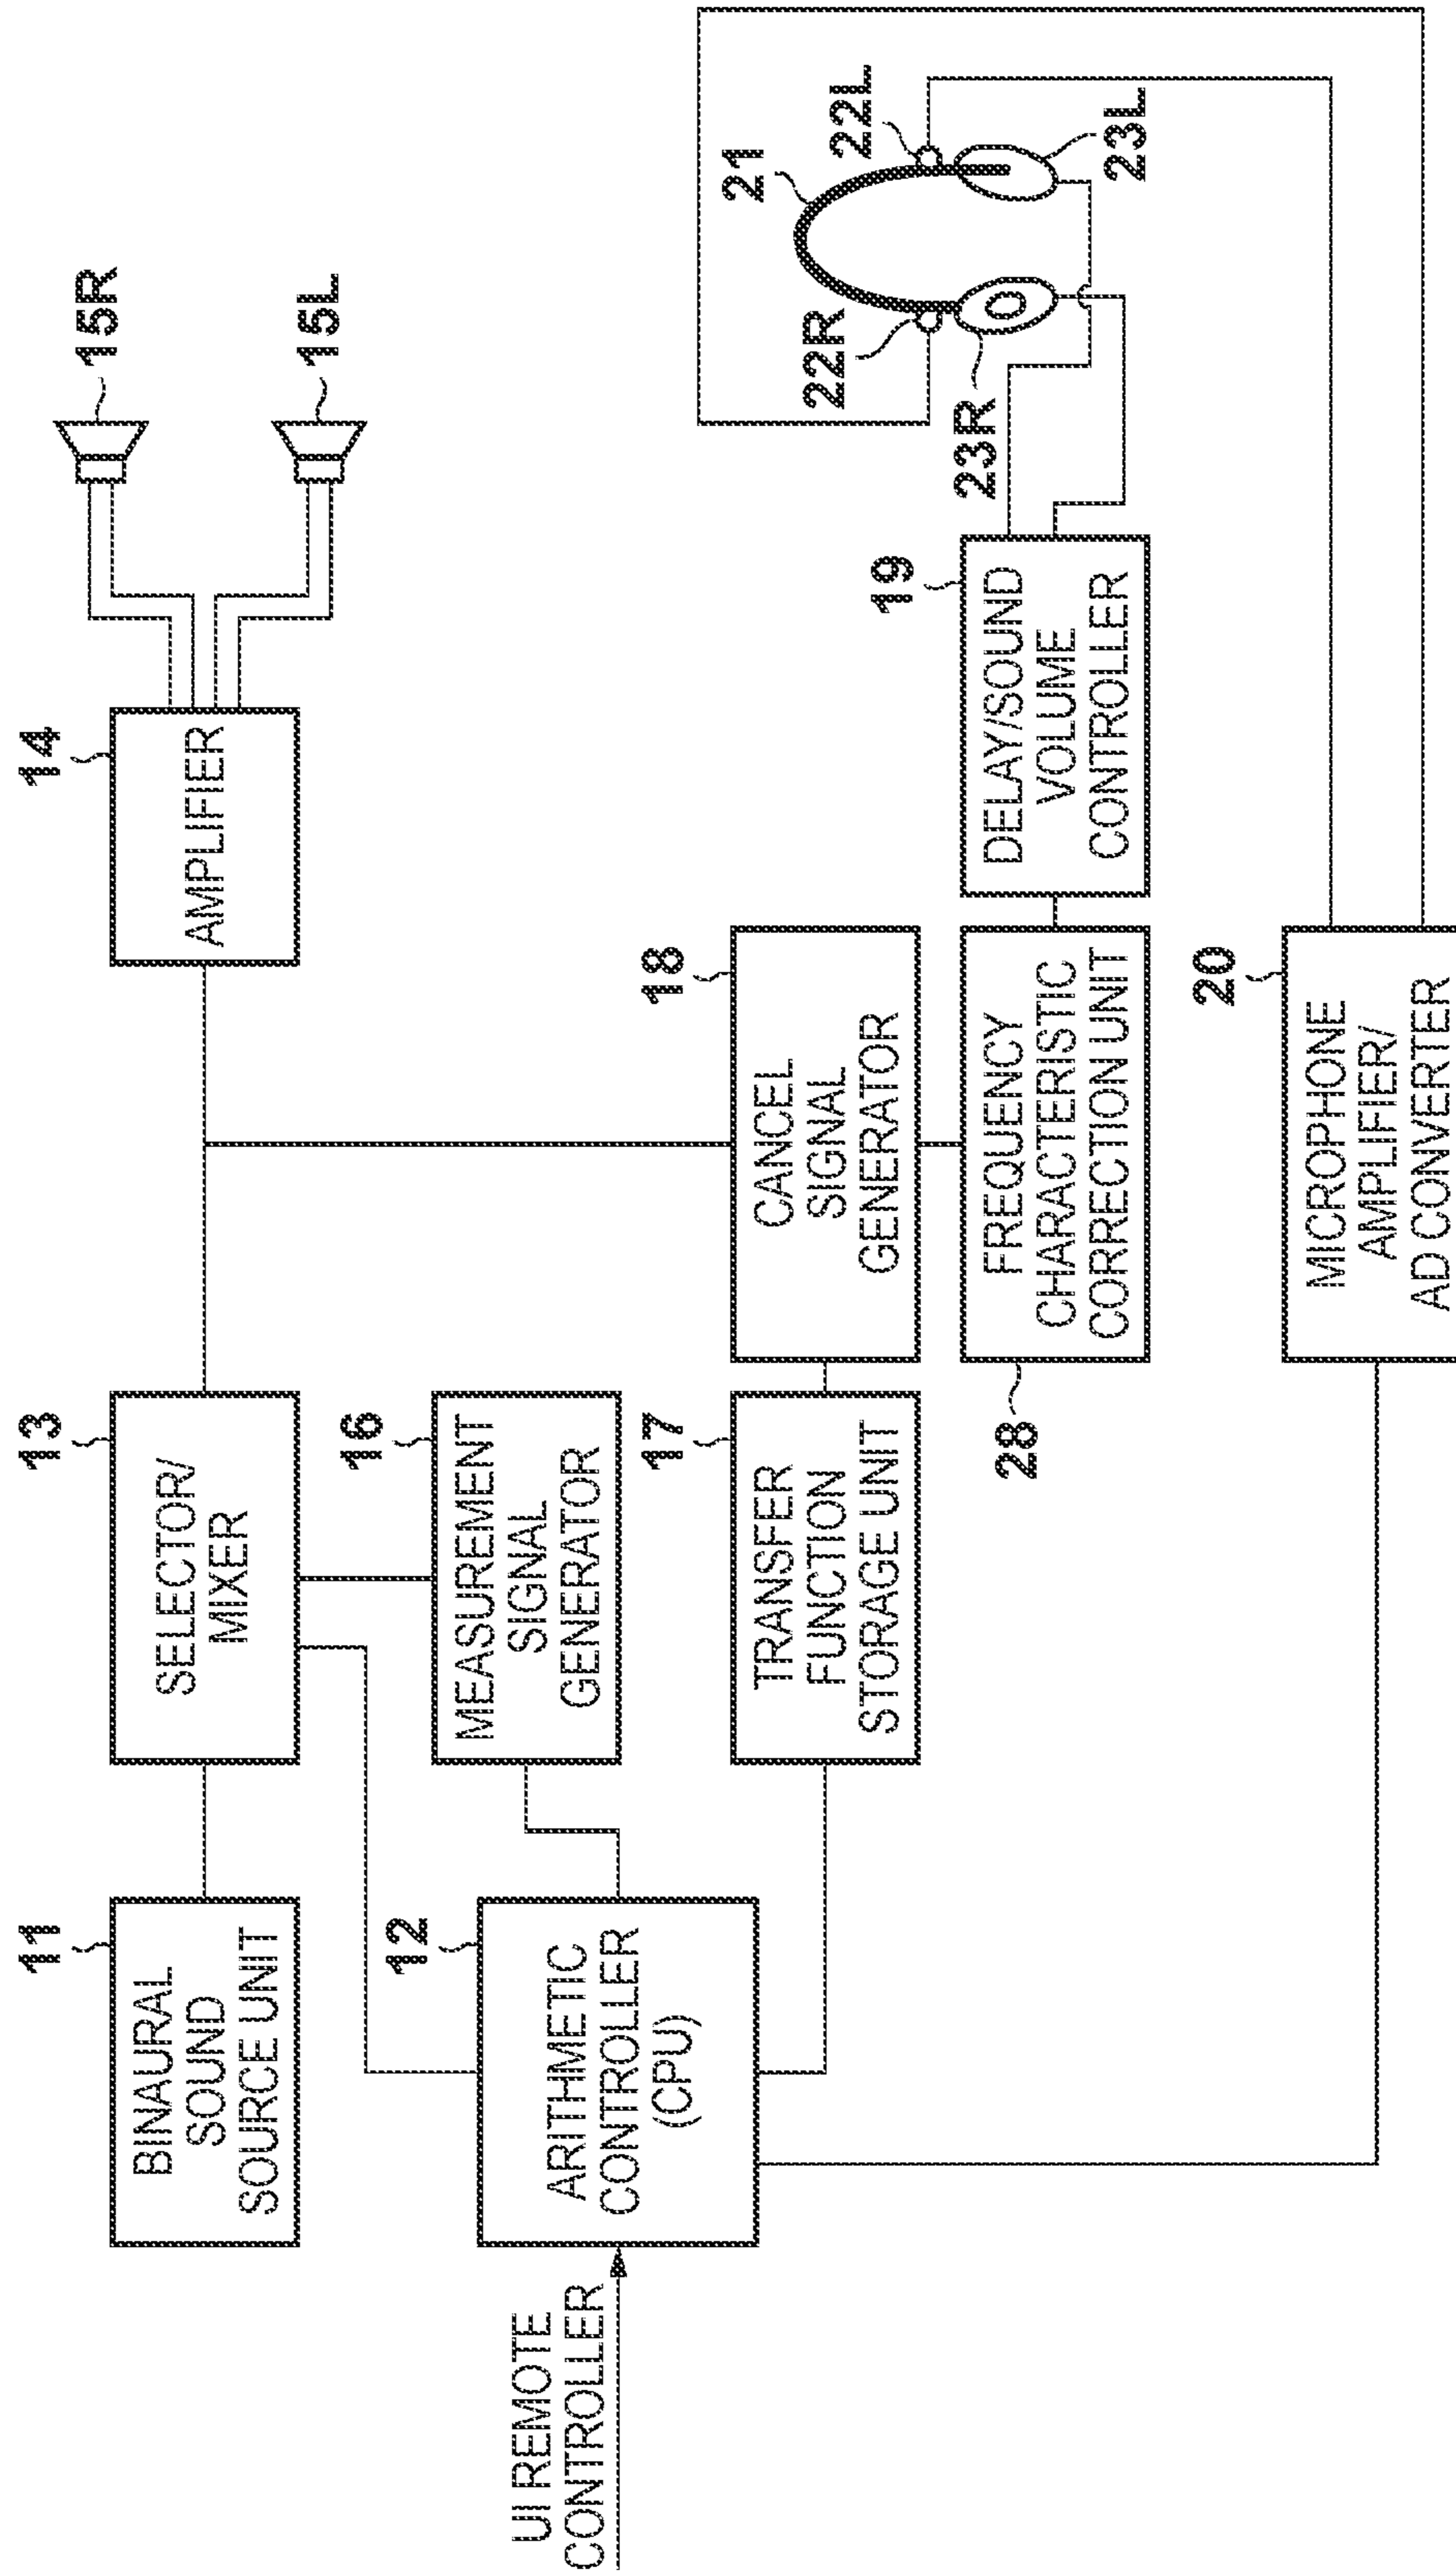 11
BINAURAL
SOUND
SOURCE UNIT
13
SELECTOR/
MIXER
14
AMPLIFIER
15R
15L
UI REMOTE
CONTROLLER
12
ARITHMETIC
CONTROLLER
(CPU)
16
MEASUREMENT
SIGNAL
GENERATOR
17
TRANSFER
FUNCTION
STORAGE UNIT
18
CANCEL
SIGNAL
GENERATOR
28
FREQUENCY
CHARACTERISTIC
CORRECTION UNIT
19
DELAY/SOUND
VOLUME
CONTROLLER
21
22R
22L
23R
23L
20
MICROPHONE
AMPLIFIER/
AD CONVERTER